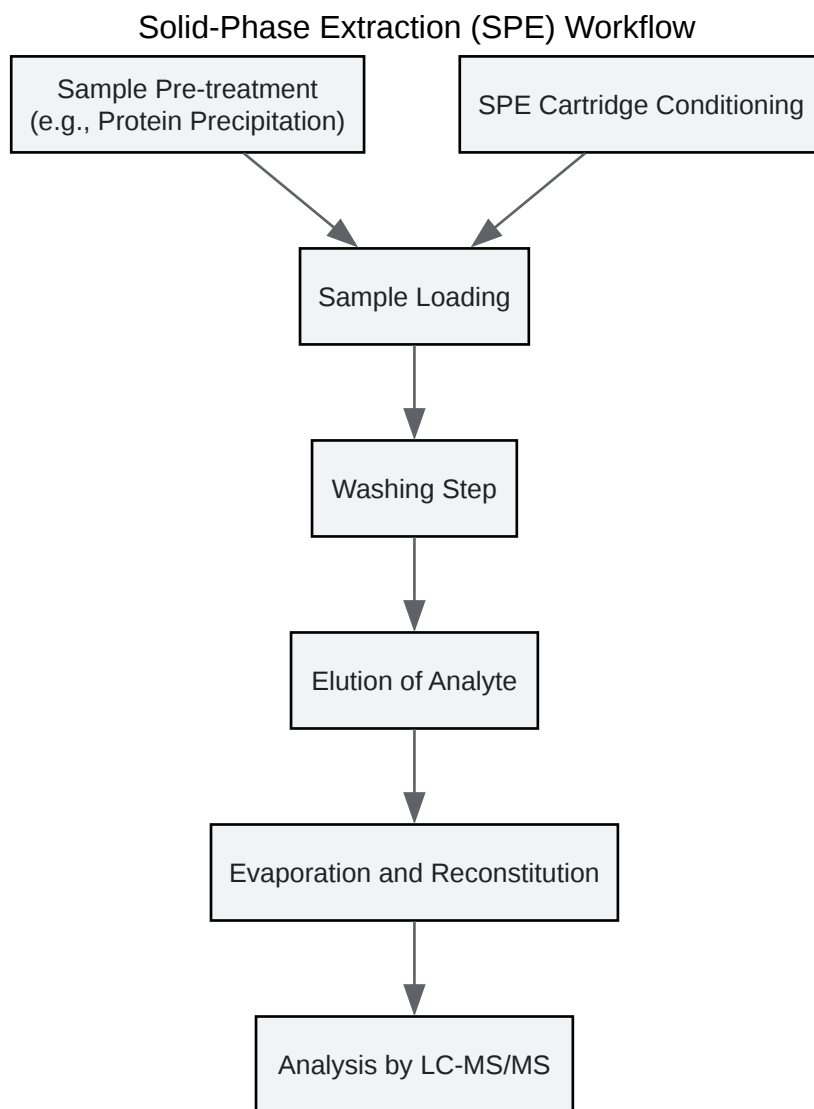 Solid-Phase Extraction (SPE) Workflow
Sample Pre-treatment
(e.g., Protein Precipitation)
SPE Cartridge Conditioning
Sample Loading
Washing Step
Elution of Analyte
Evaporation and Reconstitution
Analysis by LC-MS/MS